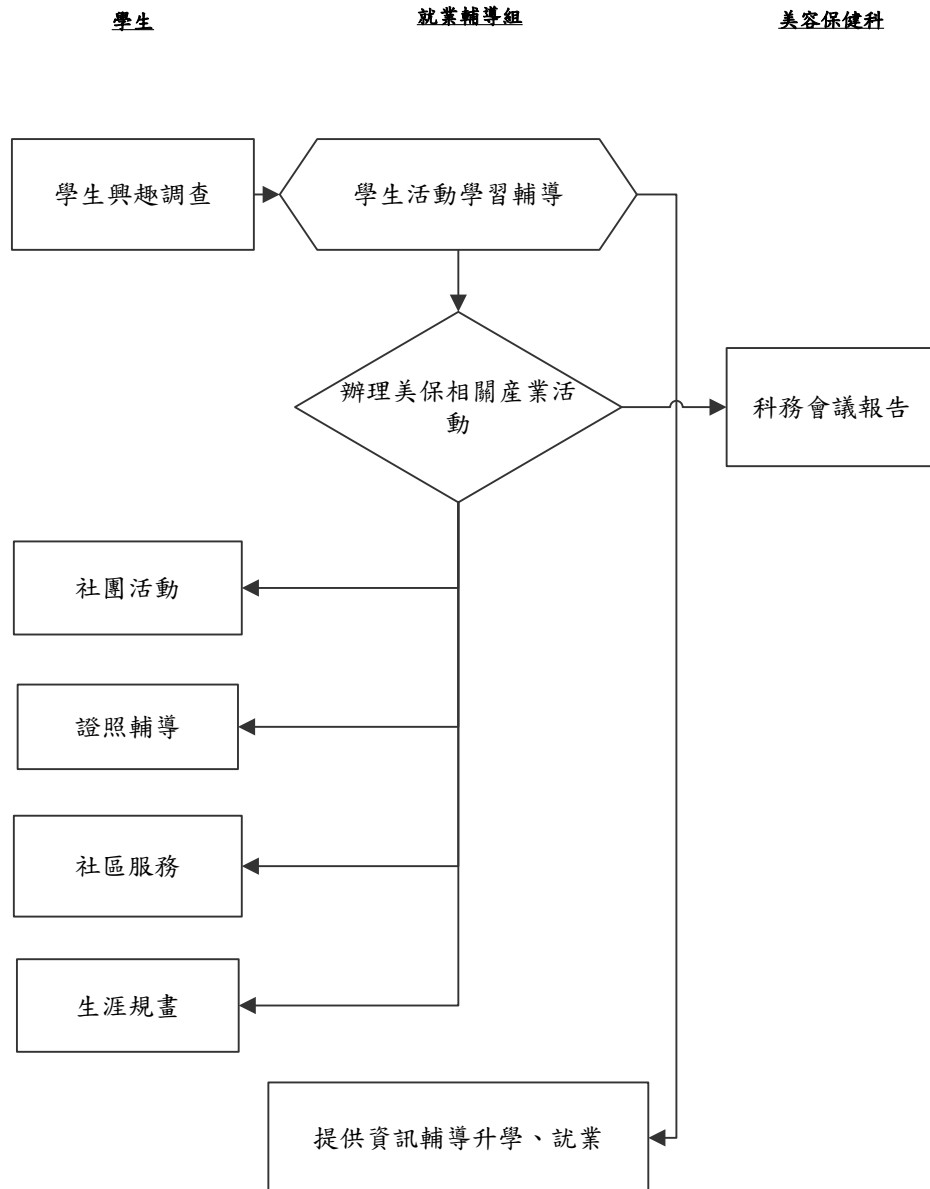 學生
就業輔導組
美容保健科
學生興趣調查
學生活動學習輔導
辦理美保相關產業活
動
科務會議報告
社團活動
證照輔導
社區服務
生涯規畫
提供資訊輔導升學、就業